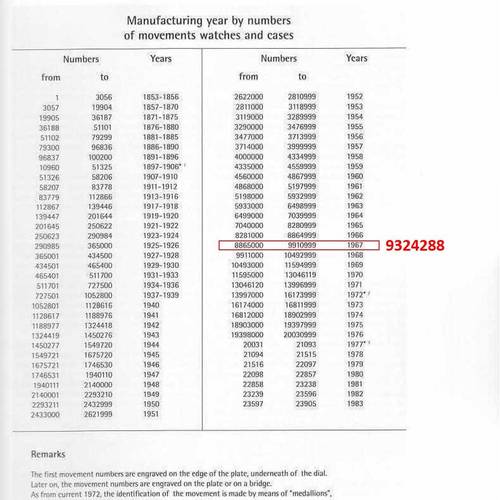 Manufacturing year by numbers
of movements watches and cases
Numbers Years Numbers Years
from to from to
1 3056 1853-1856 2622000 2810999 1952
3057 19904 1857-1870 2811000 3118999 1953
19905 36187 1871-1875 3119000 3289999 1954
36188 51101 1876-1880 3290000 3476999 1955
51102 79299 1881-1885 3477000 3713999 1956
79300 96836 1886-1890 3714000 3999999 1957
96837 100200 1891-1896 4000000 4334999 1958
10960 51325 1897-1906* 4335000 4559999 1959
51326 58206 1907-1910 4560000 4867999 1960
58207 83778 1911-1912 4868000 5197999 1961
83779 112866 1913-1916 5198000 5932999 1962
112867 139446 1917-1918 5933000 6498999 1963
139447 201644 1919-1920 6499000 7039999 1964
201645 250622 1921-1922 7040000 8280999 1965
250623 290984 1923-1924 8281000 8864999 1966
290985 365000 1925-1926 8865000 9910999 1967 9324288
365001 434500 1927-1928 9911000 10492999 1968
434501 465400 1929-1930 10493000 11594999 1969
465401 511700 1931-1933 11595000 13046119 1970
511701 727500 1934-1936 13046120 13996999 1971
727501 1052800 1937-1939 13997000 16173999 1972*
1052801 1128616 1940 16174000 16811999 1973
1128617 1188976 1941 16812000 18902999 1974
1188977 1324418 1942 18903000 19397999 1975
1324419 1450276 1943 19398000 20030999 1976
1450277 1549720 1944 20031 21093 1977*
1549721 1675720 1945 21094 21515 1978
1675721 1746530 1946 21516 22097 1979
1746531 1940110 1947 22098 22857 1980
1940111 2140000 1948 22858 23238 1981
2140001 2293210 1949 23239 23596 1982
2293211 2432999 1950 23597 23905 1983
2433000 2621999 1951
Remarks
The first movement numbers are engraved on the edge of the plate, underneath of the dial.
Later on, the movement numbers are engraved on the plate or on a bridge.
As from current 1972, the identification of the movement is made by means of "medallions",